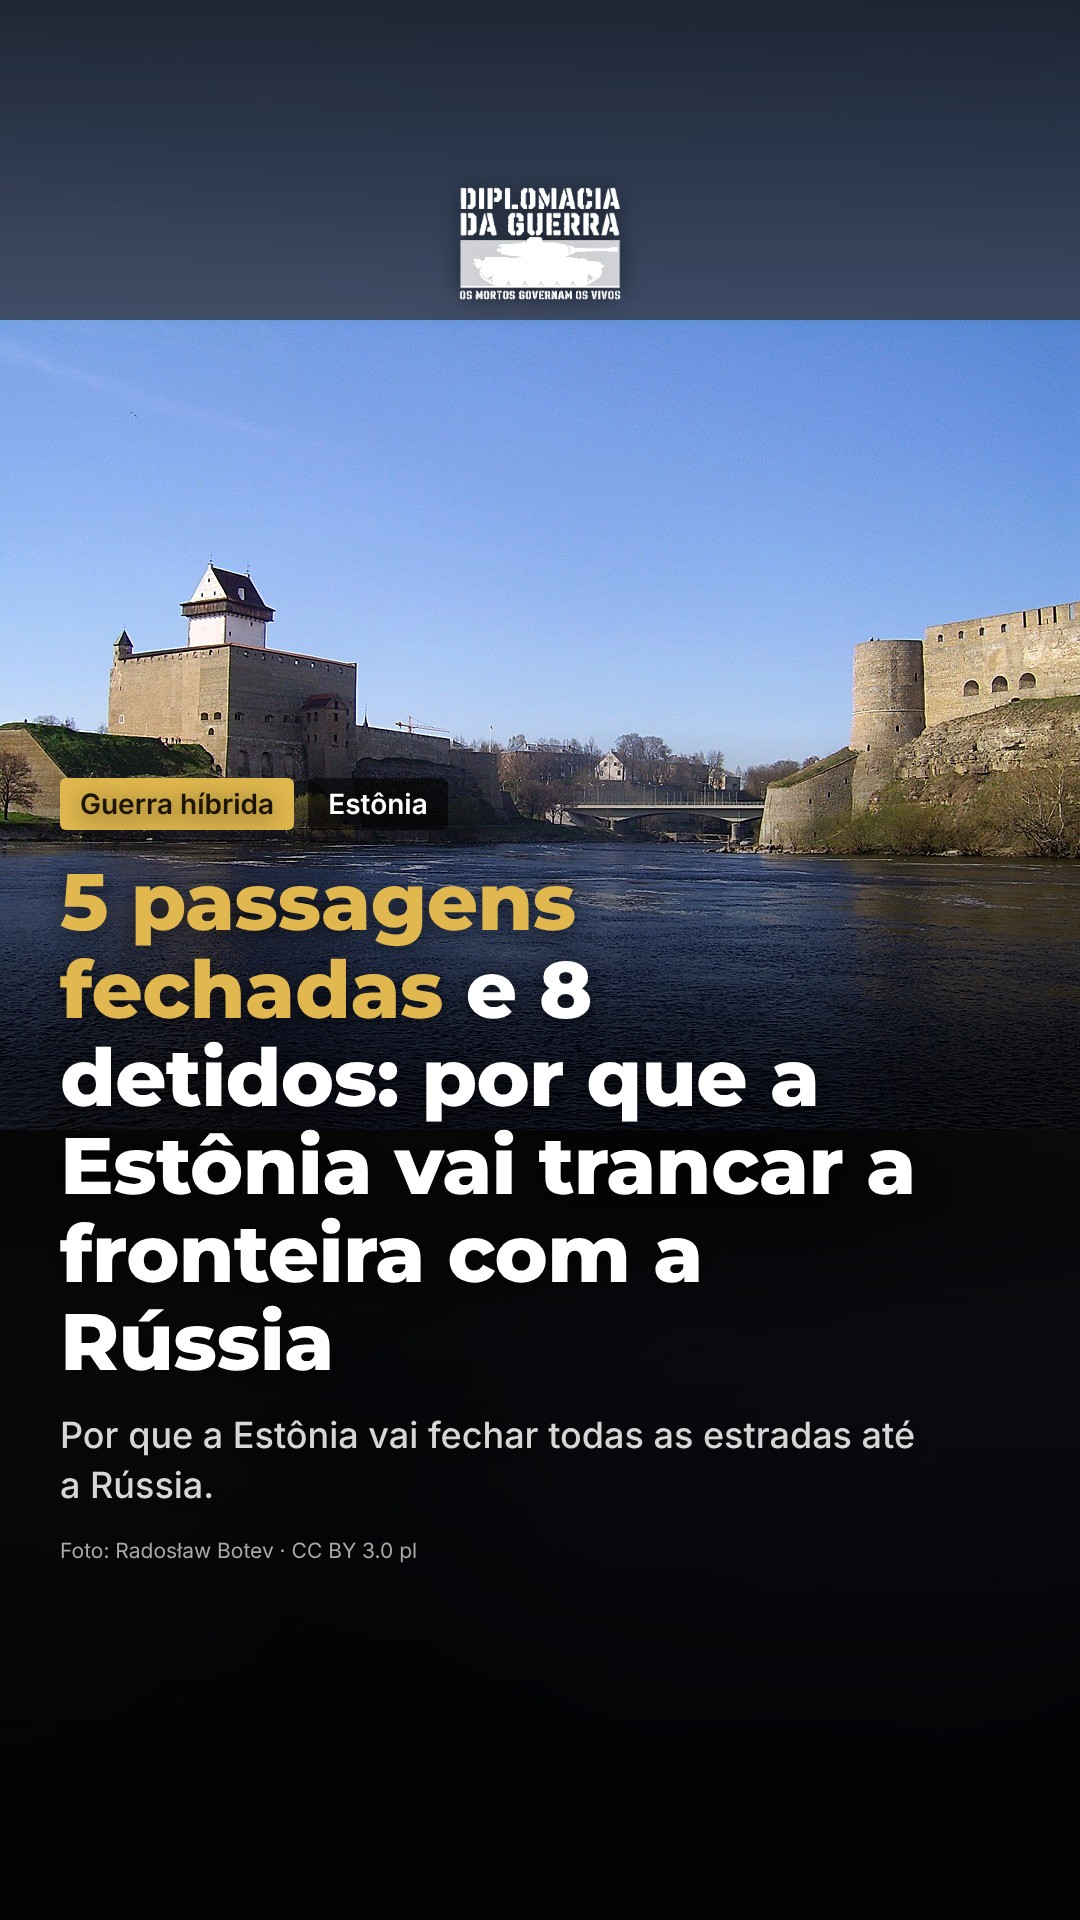 DIPLOMACIA
DA GUERRA
OS MORTOS GOVERNAM OS VIVOS
Guerra híbrida
Estônia
5 passagens
fechadas e 8
detidos: por que a
Estônia vai trancar a
fronteira com a
Rússia
Por que a Estônia vai fechar todas as estradas até
a Rússia.
Foto: Radosław Botev · CC BY 3.0 pl